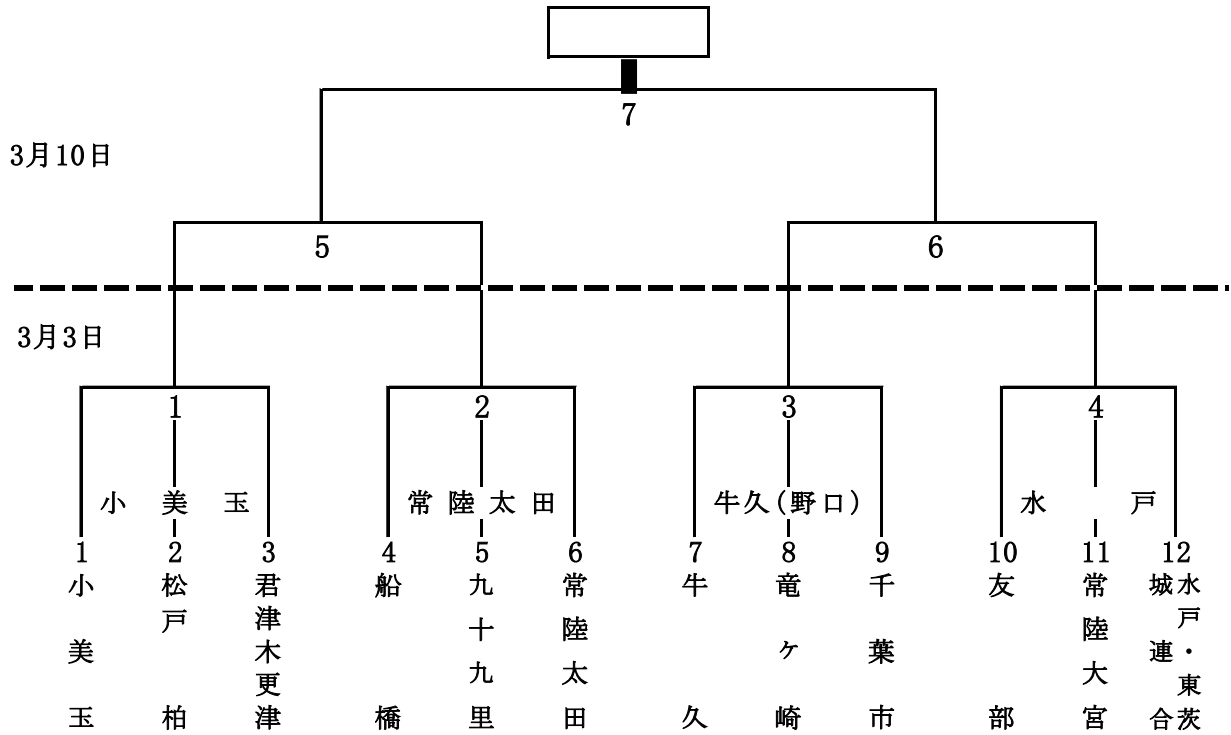 7
3月10日
5
6
3月3日
1
2
3
4
小美玉
常陸太田
牛久(野口)
水戸
1
2
3
4
5
6
7
8
9
10
11
12
小美玉
松戸柏
君津木更津
船橋
九十九里
常陸太田
牛久
竜ヶ崎
千葉市
友部
常陸大宮
水戸・東茨
城連合